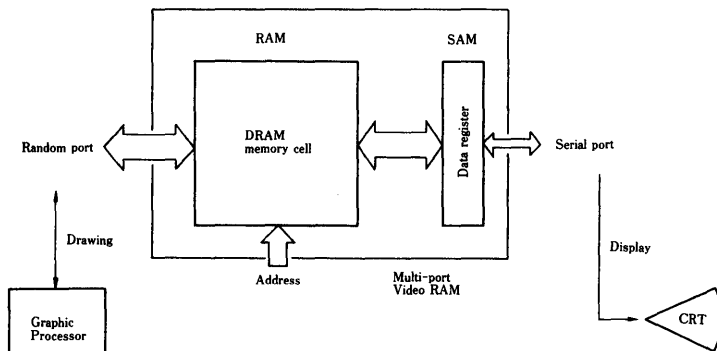 RAM
SAM
Random port
DRAM
memory cell
Data register
Serial port
Drawing
Address
Multi-port
Video RAM
Display
Graphic
Processor
CRT